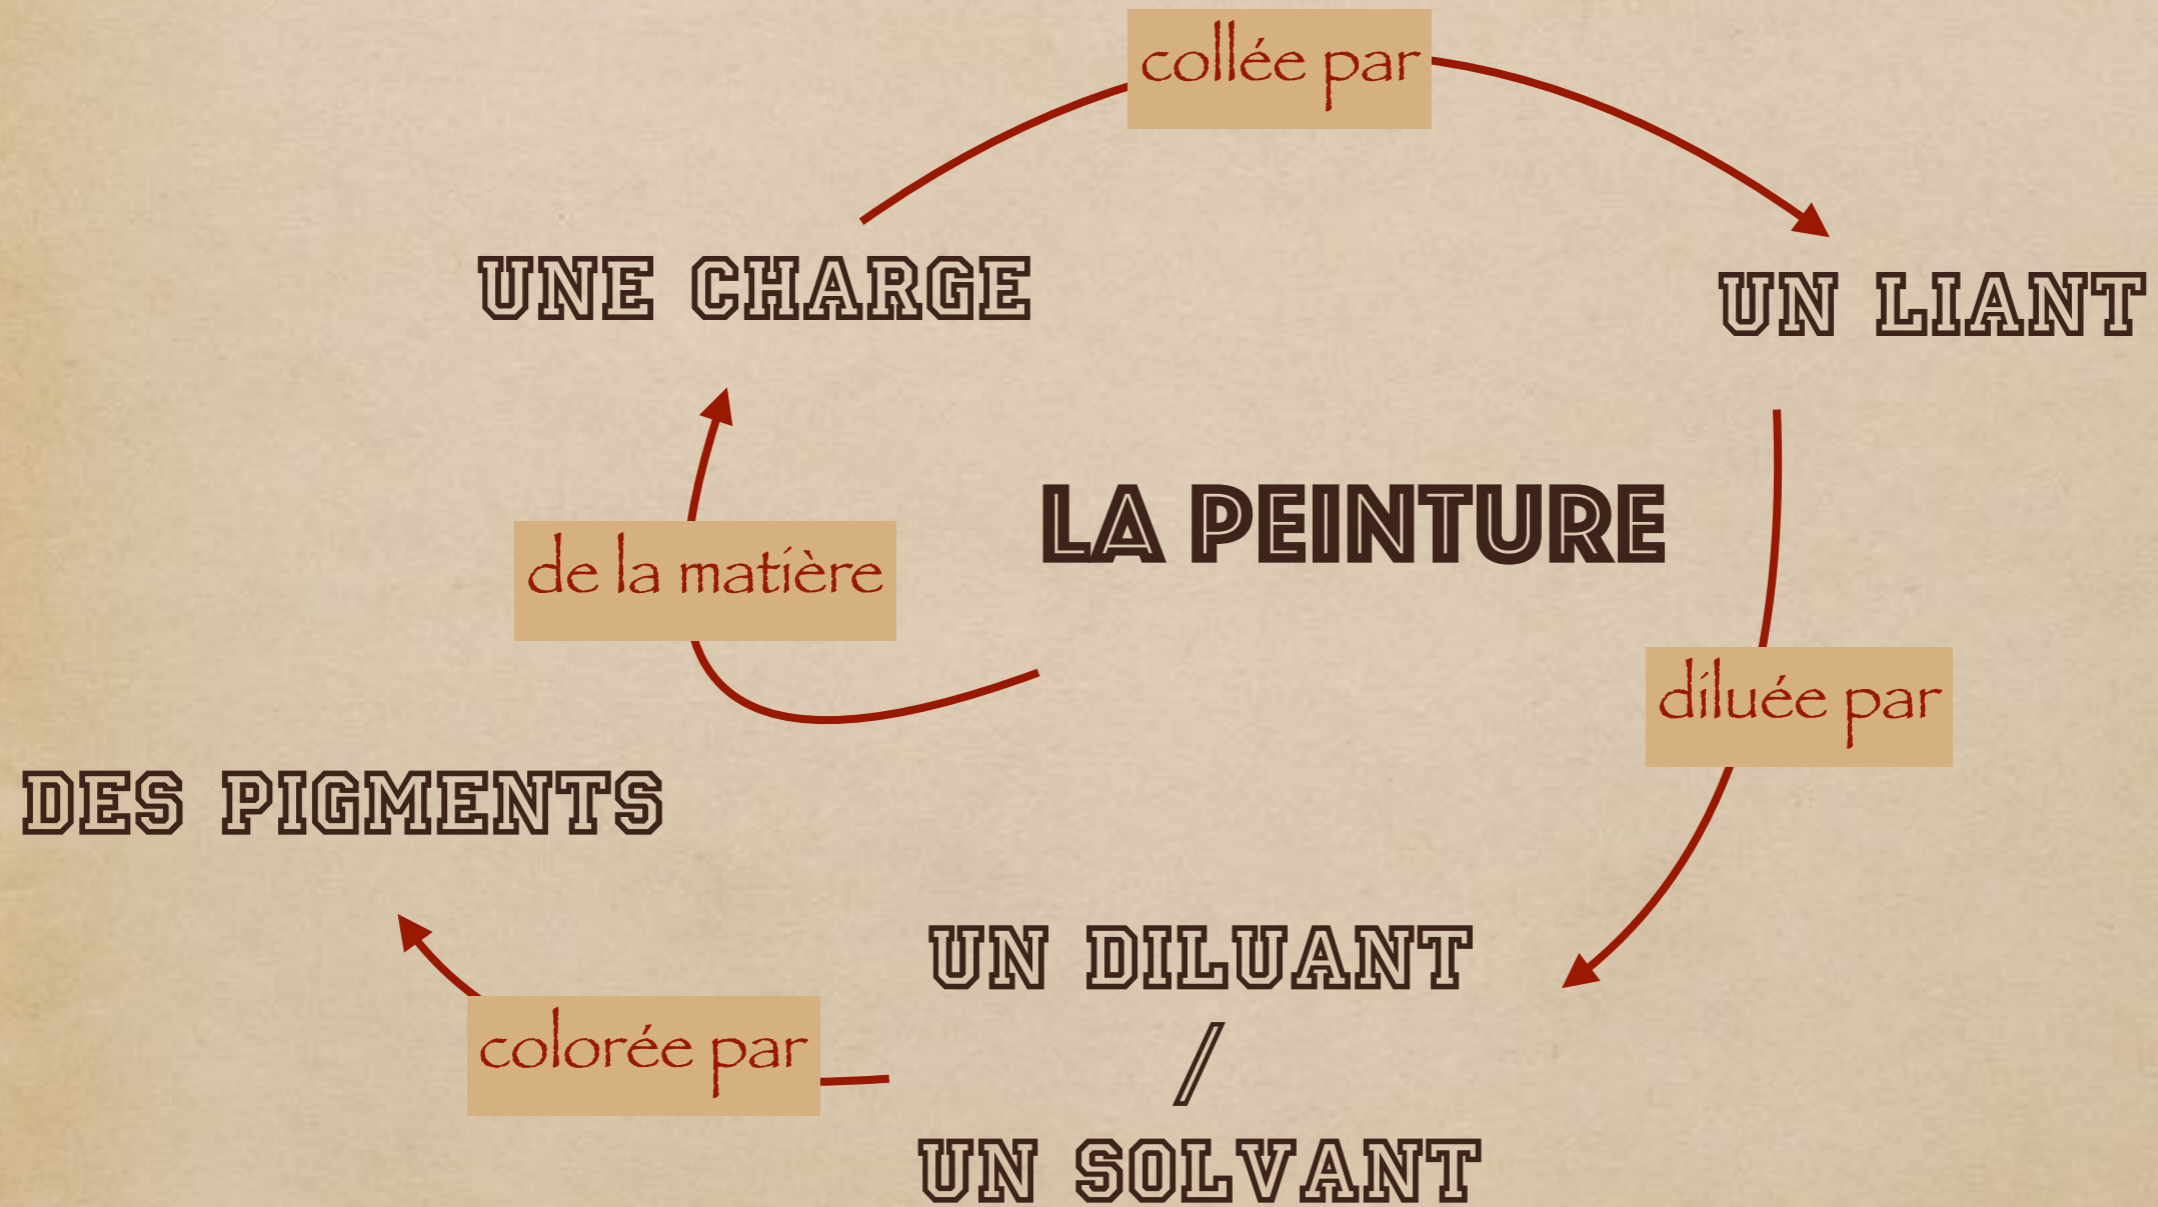 collée par
UNE CHARGE
UN LIANT
LA PEINTURE
de la matière
diluée par
DES PIGMENTS
UN DILUANT
/
UN SOLVANT
colorée par